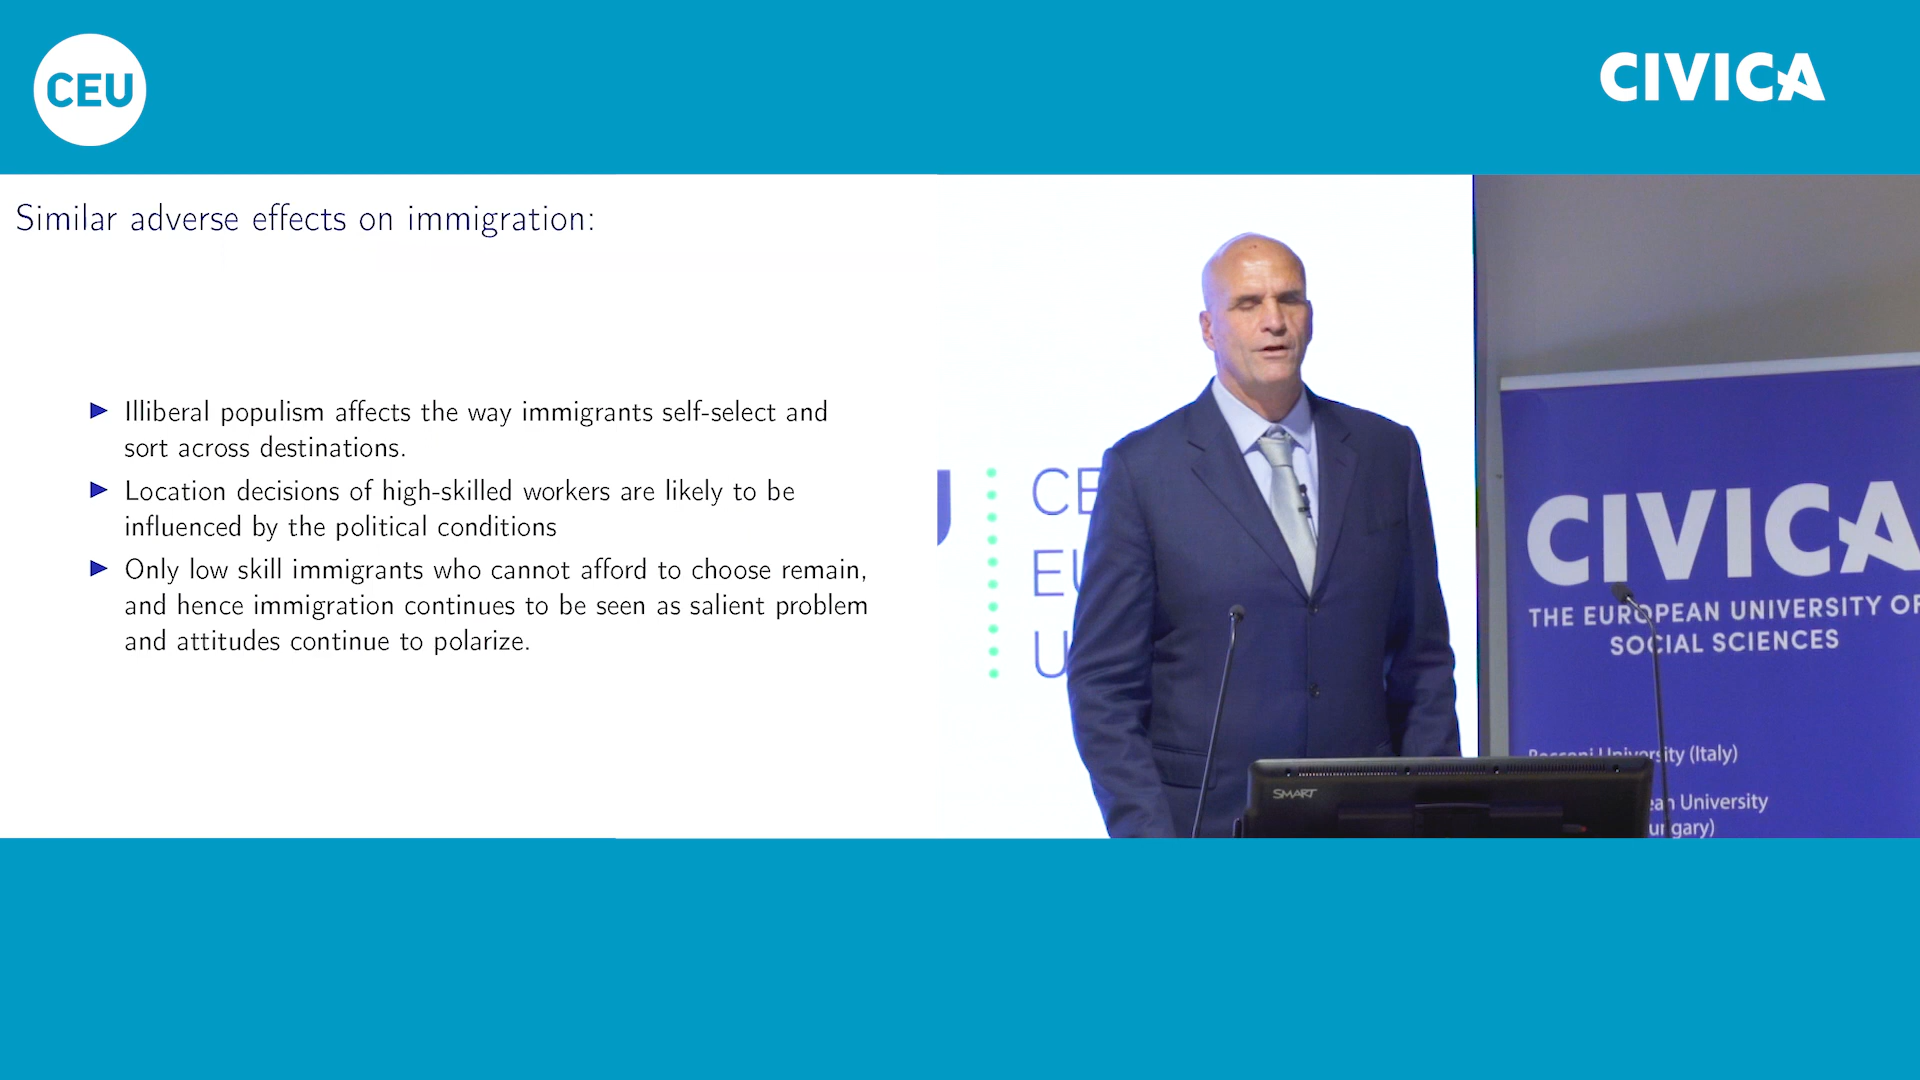 CEU
CIVICA
Similar adverse effects on immigration:
Illiberal populism affects the way immigrants self-select and
sort across destinations.
Location decisions of high-skilled workers are likely to be
influenced by the political conditions
Only low skill immigrants who cannot afford to choose remain,
and hence immigration continues to be seen as salient problem
and attitudes continue to polarize.
CE
EU
U
CIVICA
THE EUROPEAN UNIVERSITY OF
SOCIAL SCIENCES
University (Italy)
University
SMART